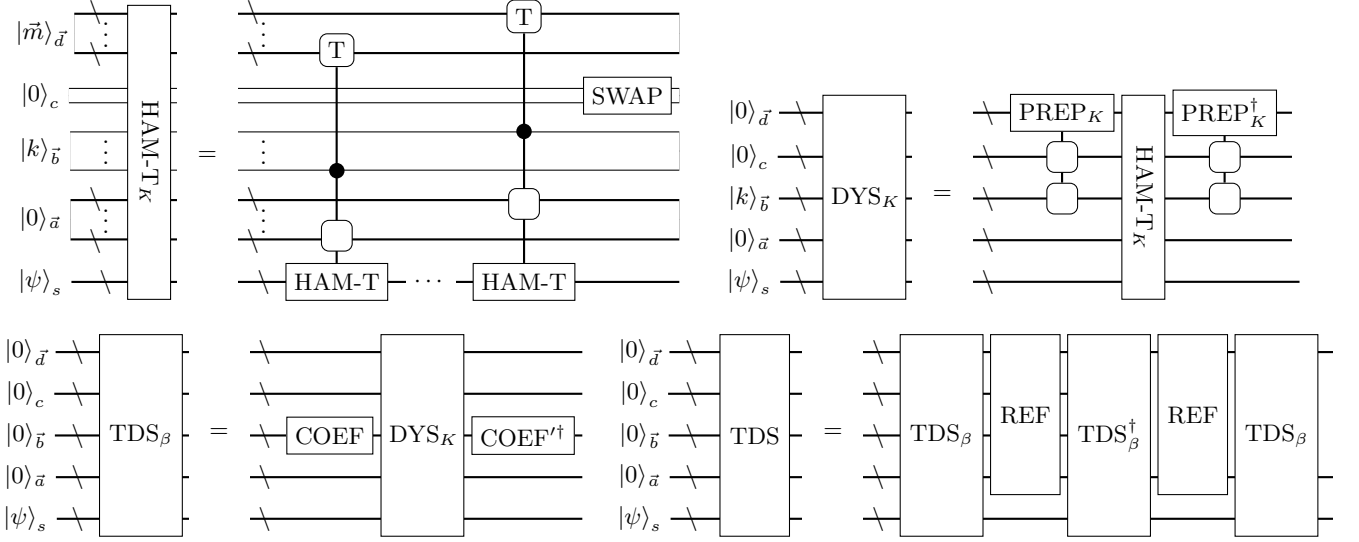 |m⃗⟩_d⃗ ⋮ HAM-T_K = ⋮ T T
|0⟩_c SWAP
|k⟩_b⃗ ⋮ ⋮
|0⟩_a⃗ ⋮ ⋮
|ψ⟩_s HAM-T ⋯ HAM-T
|0⟩_d⃗ DYS_K = PREP_K HAM-T_K PREP_K^†
|0⟩_c
|k⟩_b⃗
|0⟩_a⃗
|ψ⟩_s
|0⟩_d⃗
|0⟩_c
|0⟩_b⃗ TDS_β = COEF DYS_K COEF'^†
|0⟩_a⃗
|ψ⟩_s
|0⟩_d⃗
|0⟩_c
|0⟩_b⃗ TDS = TDS_β REF TDS_β^† REF TDS_β
|0⟩_a⃗
|ψ⟩_s